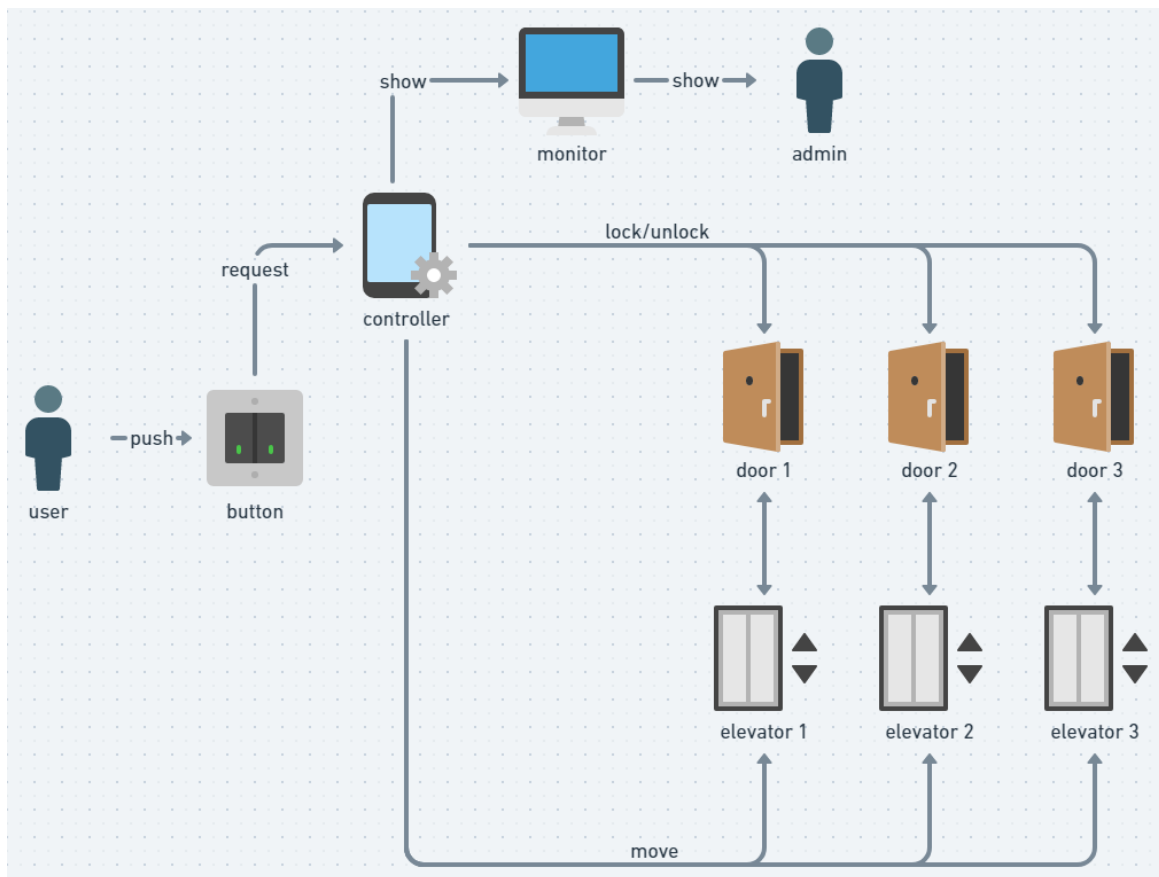 show
show
monitor
admin
lock/unlock
request
controller
push
user
button
door 1
door 2
door 3
elevator 1
elevator 2
elevator 3
move